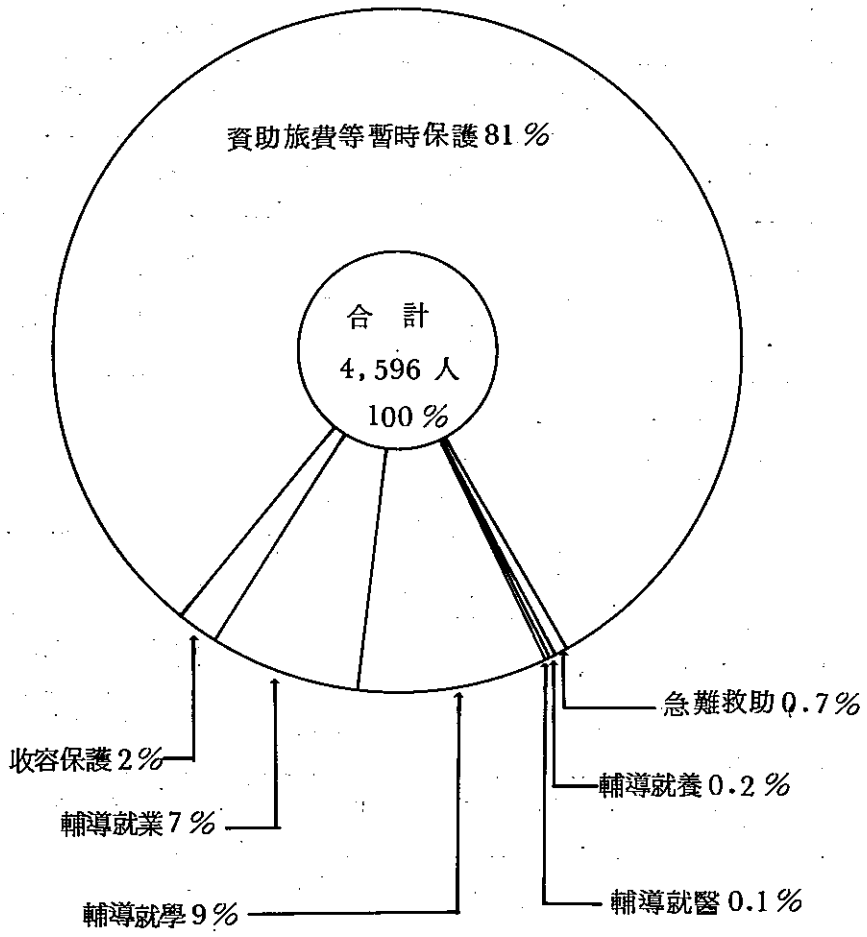 資助旅費等暫時保護 81 %
合 計
4,596 人
100 %
急難救助 0.7 %
收容保護 2 %
輔導就養 0.2 %
輔導就業 7 %
輔導就醫 0.1 %
輔導就學 9 %